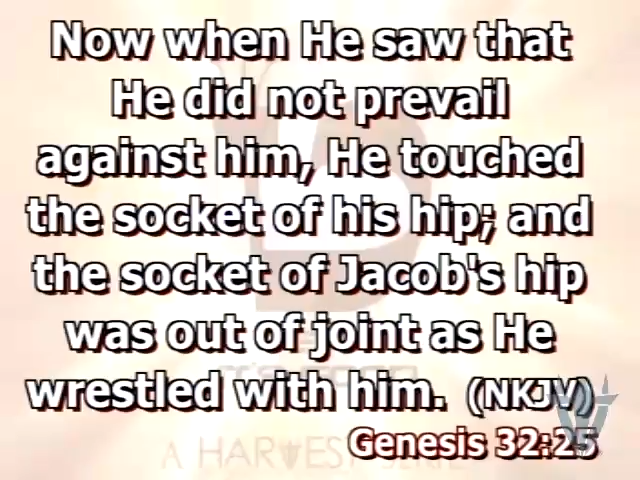 Now when He saw that
He did not prevail
against him, He touched
the socket of his hip; and
the socket of Jacob's hip
was out of joint as He
wrestled with him. (NKJV)
Genesis 32:25
A HARVEST